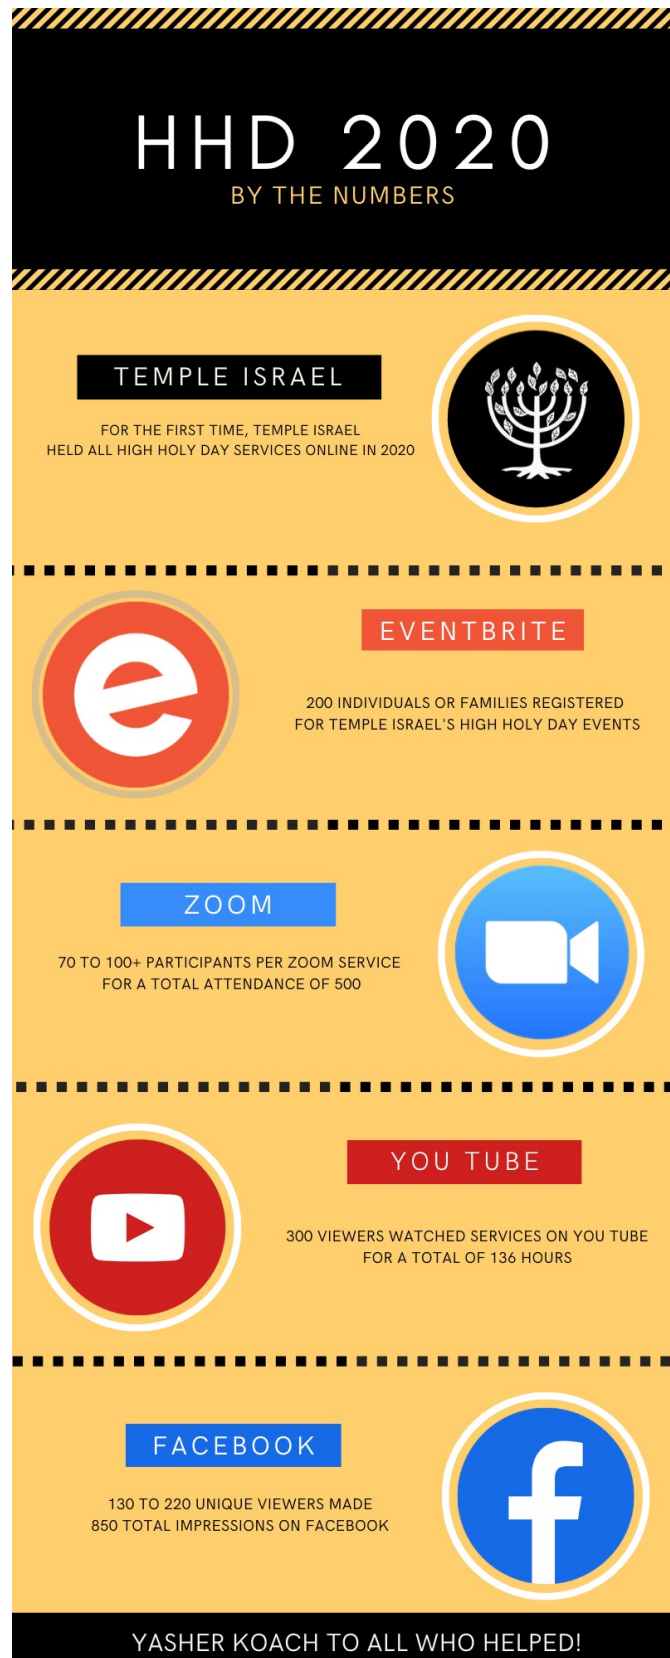 HHD 2020
BY THE NUMBERS
TEMPLE ISRAEL
FOR THE FIRST TIME, TEMPLE ISRAEL
HELD ALL HIGH HOLY DAY SERVICES ONLINE IN 2020
e
EVENTBRITE
200 INDIVIDUALS OR FAMILIES REGISTERED
FOR TEMPLE ISRAEL'S HIGH HOLY DAY EVENTS
ZOOM
70 TO 100+ PARTICIPANTS PER ZOOM SERVICE
FOR A TOTAL ATTENDANCE OF 500
YOU TUBE
300 VIEWERS WATCHED SERVICES ON YOU TUBE
FOR A TOTAL OF 136 HOURS
FACEBOOK
130 TO 220 UNIQUE VIEWERS MADE
850 TOTAL IMPRESSIONS ON FACEBOOK
f
YASHER KOACH TO ALL WHO HELPED!